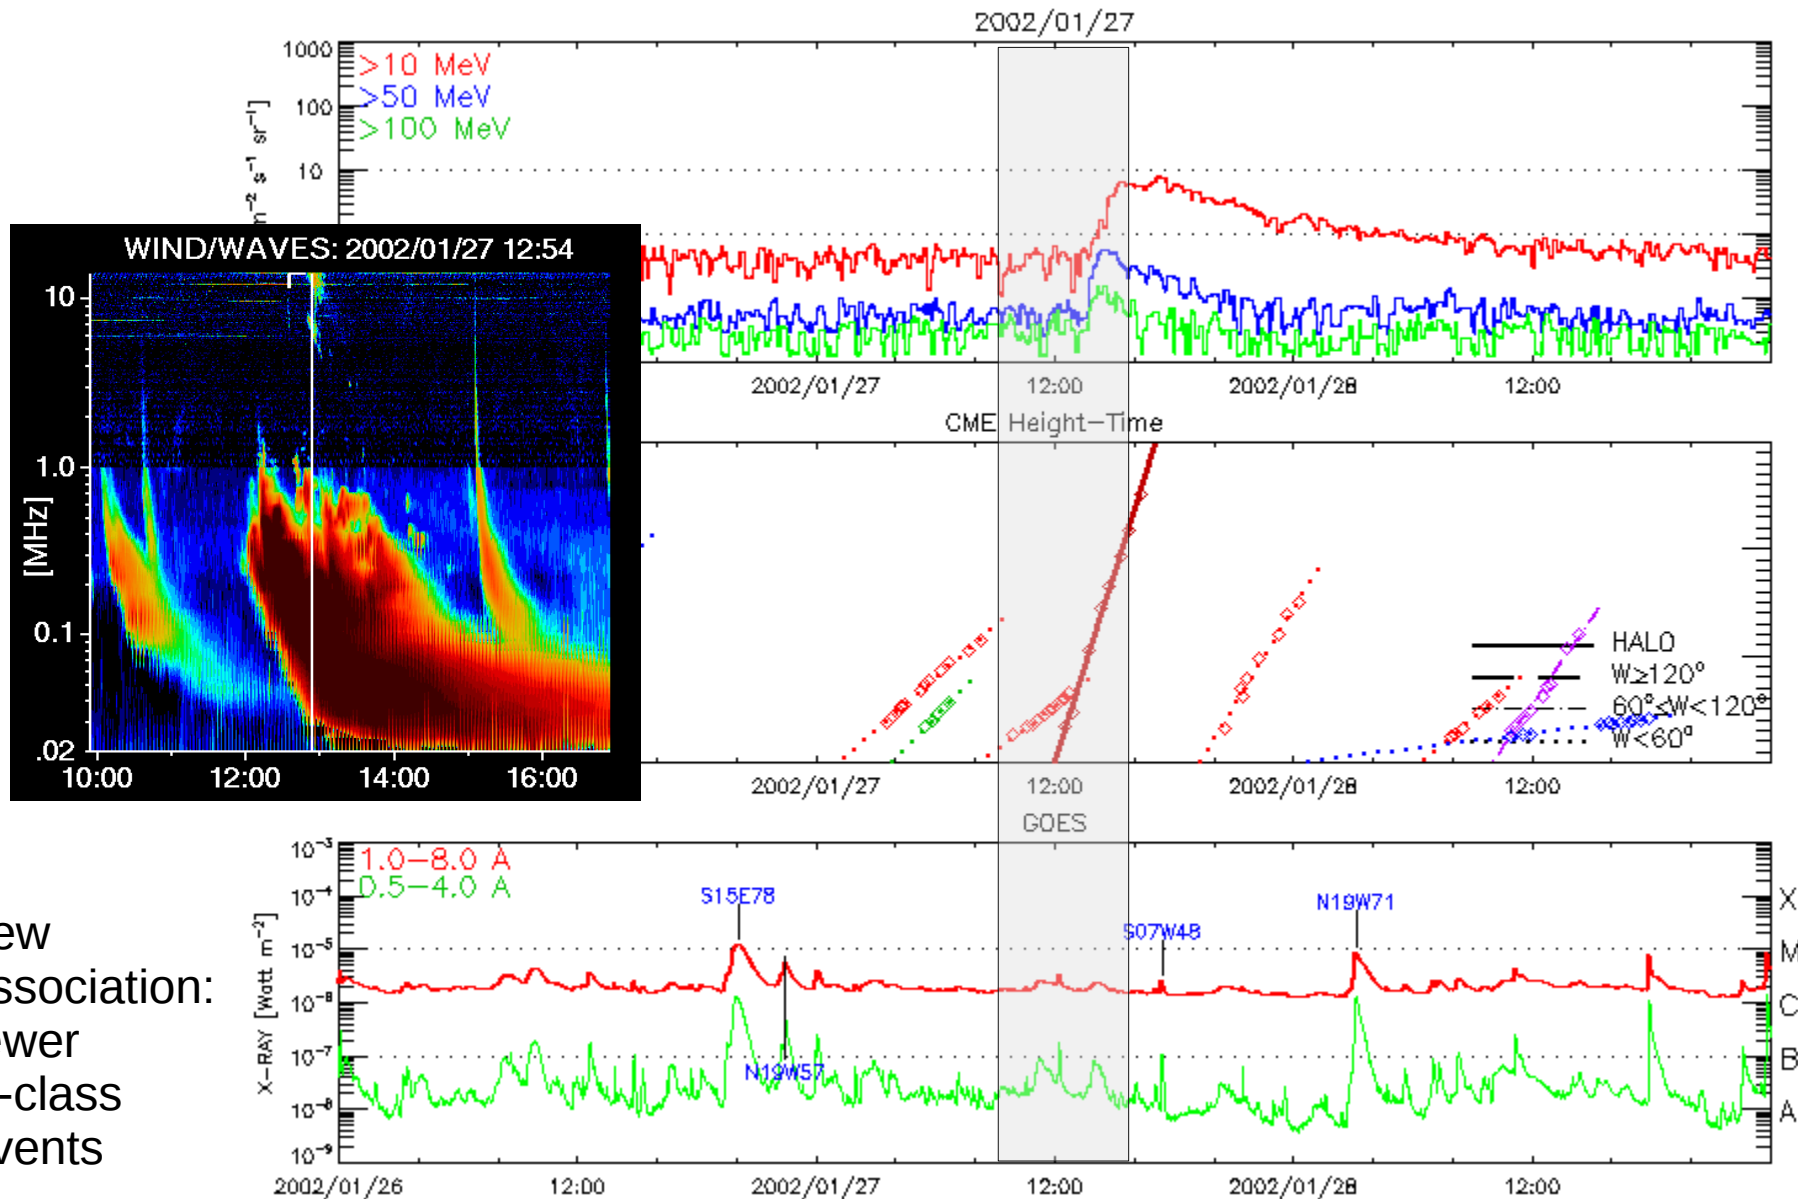 2002/01/27
1000
100
10
>10 MeV
>50 MeV
>100 MeV
s⁻¹ sr⁻¹]
WIND/WAVES: 2002/01/27 12:54
10
1.0
0.1
.02
[MHz]
10:00 12:00 14:00 16:00
2002/01/27 12:00 2002/01/28 12:00
CME Height-Time
HALO
W≥120°
60°≤W<120°
W<60°
2002/01/27 12:00 2002/01/28 12:00
GOES
1.0-8.0 A
0.5-4.0 A
10⁻³
10⁻⁴
10⁻⁵
10⁻⁶
10⁻⁷
10⁻⁸
10⁻⁹
X-RAY [Watt m⁻²]
S15E78
N19W57
S07W48
N19W71
X
M
C
B
A
2002/01/26 12:00 2002/01/27 12:00 2002/01/28 12:00